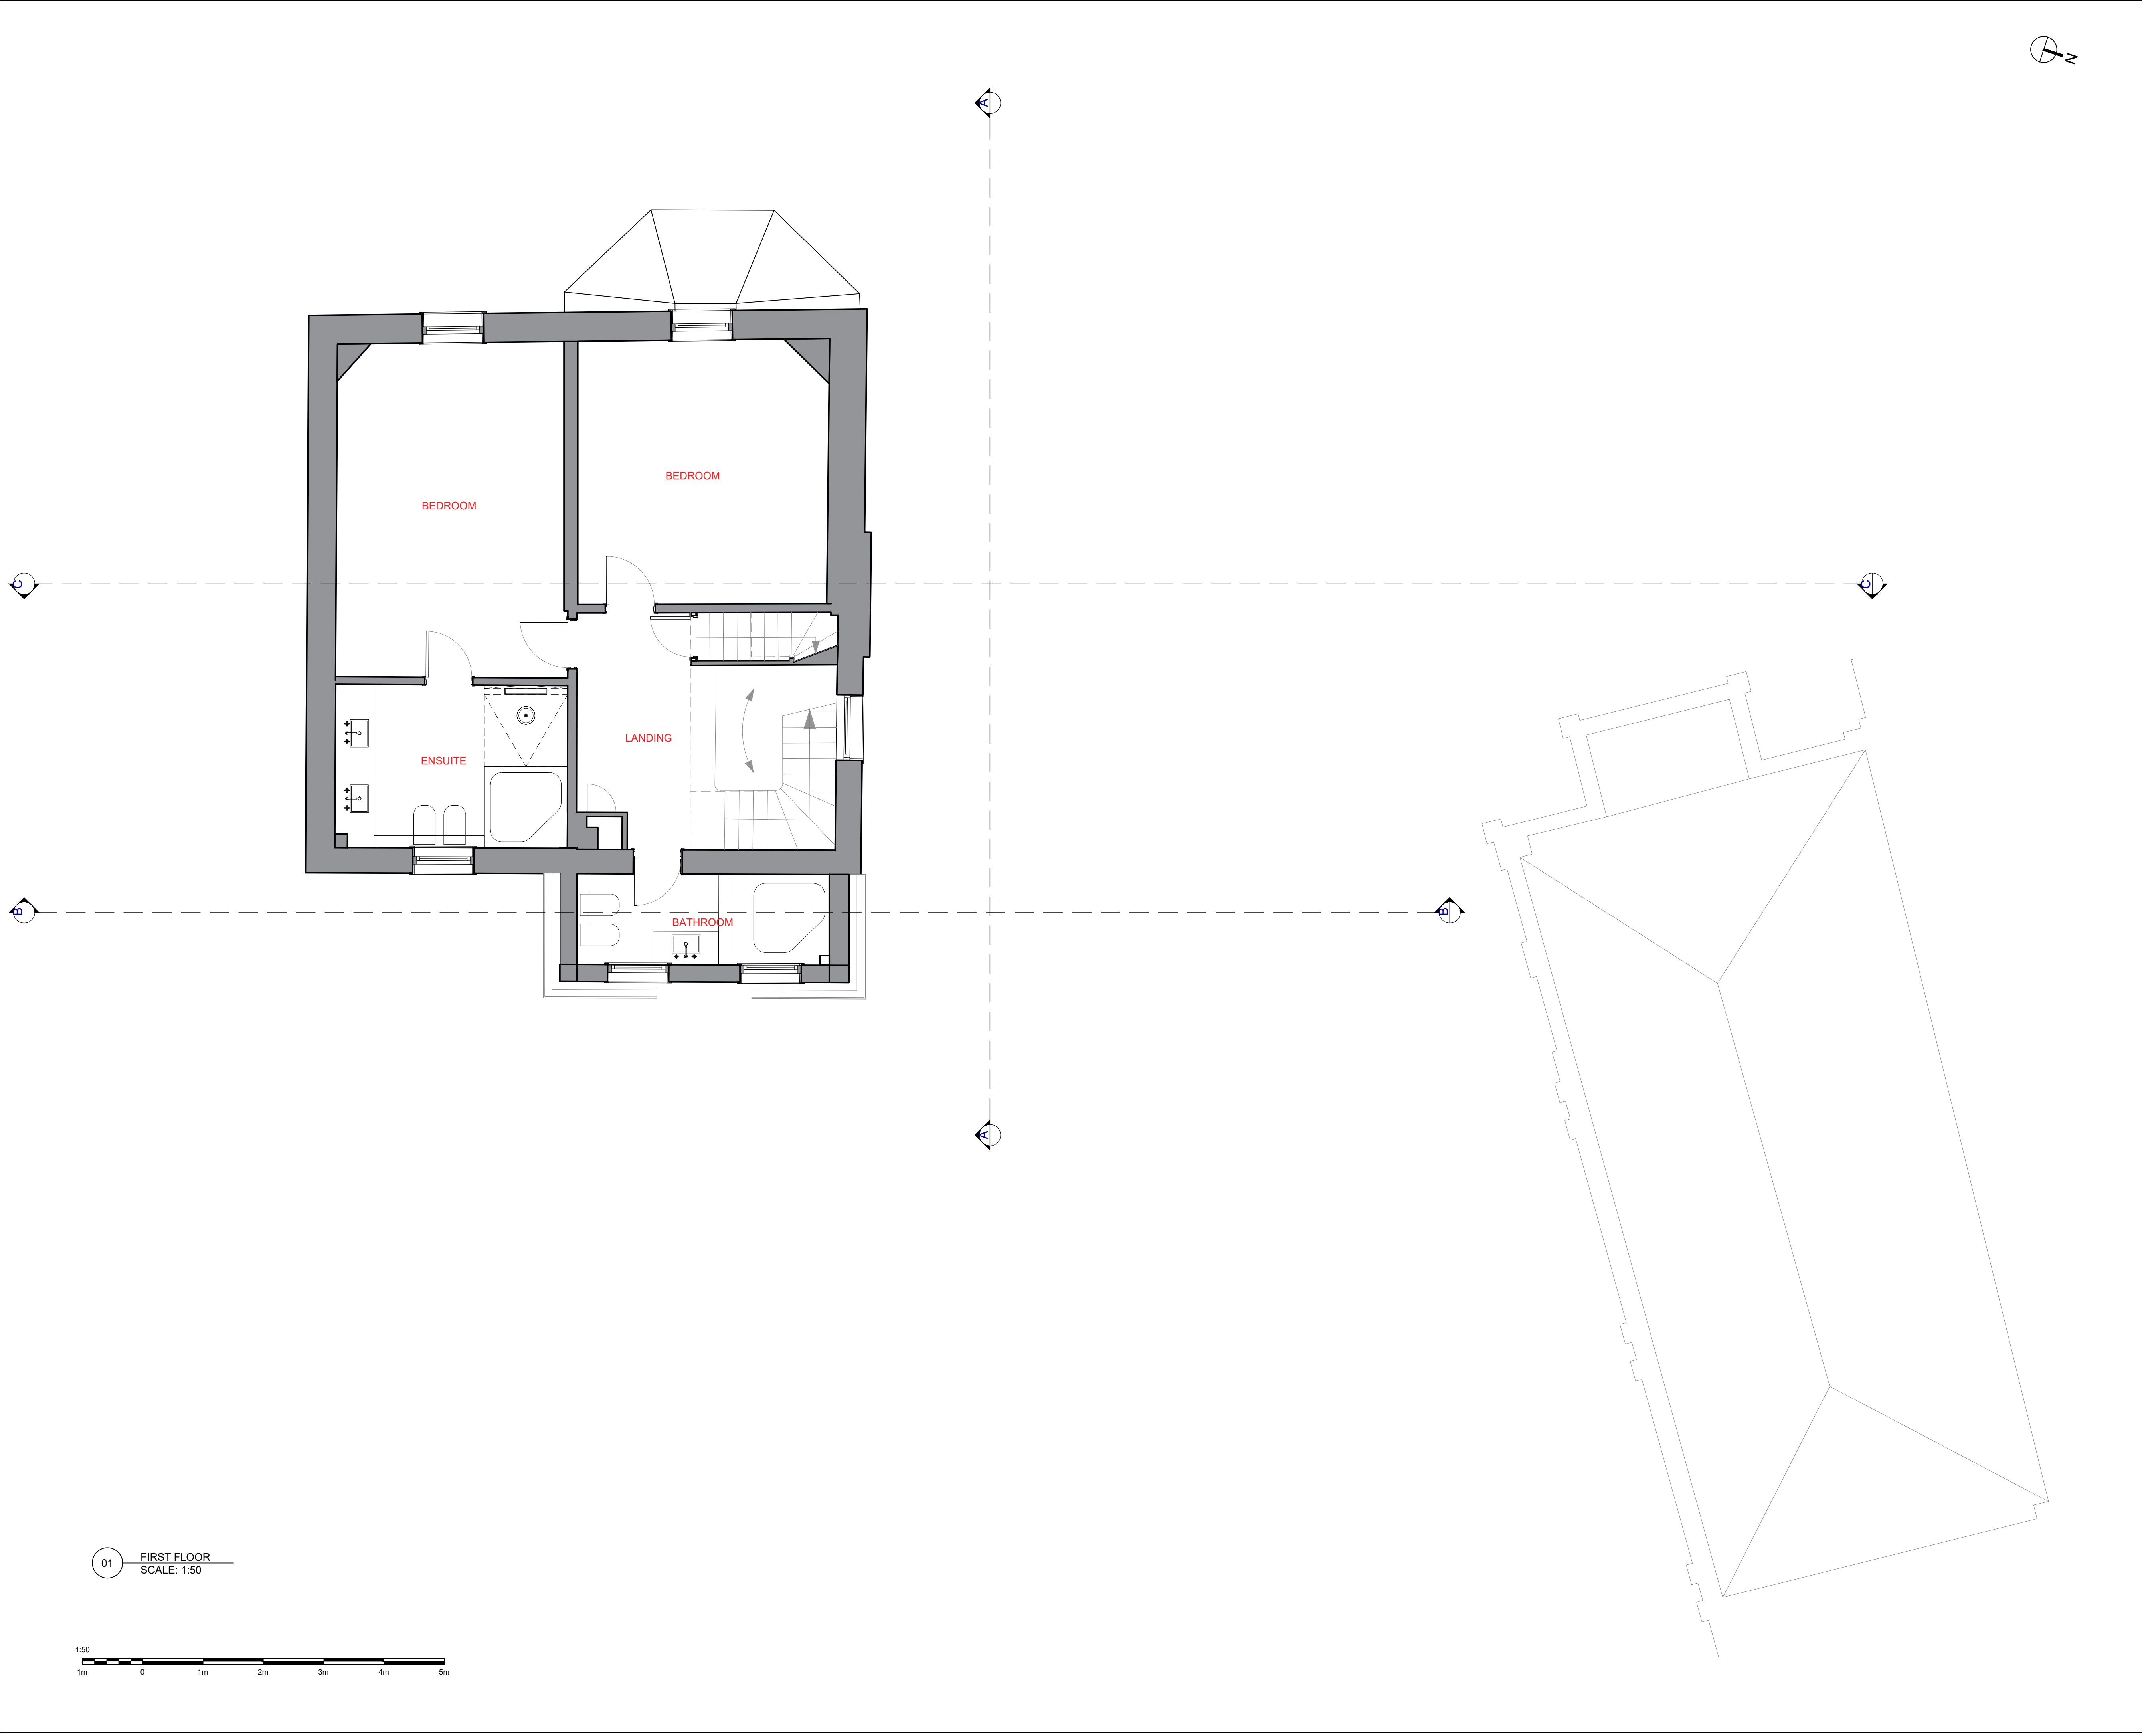 N
A
BEDROOM
BEDROOM
C
C
LANDING
ENSUITE
B
B
BATHROOM
A
01
FIRST FLOOR
SCALE: 1:50
1:50
1m 0 1m 2m 3m 4m 5m